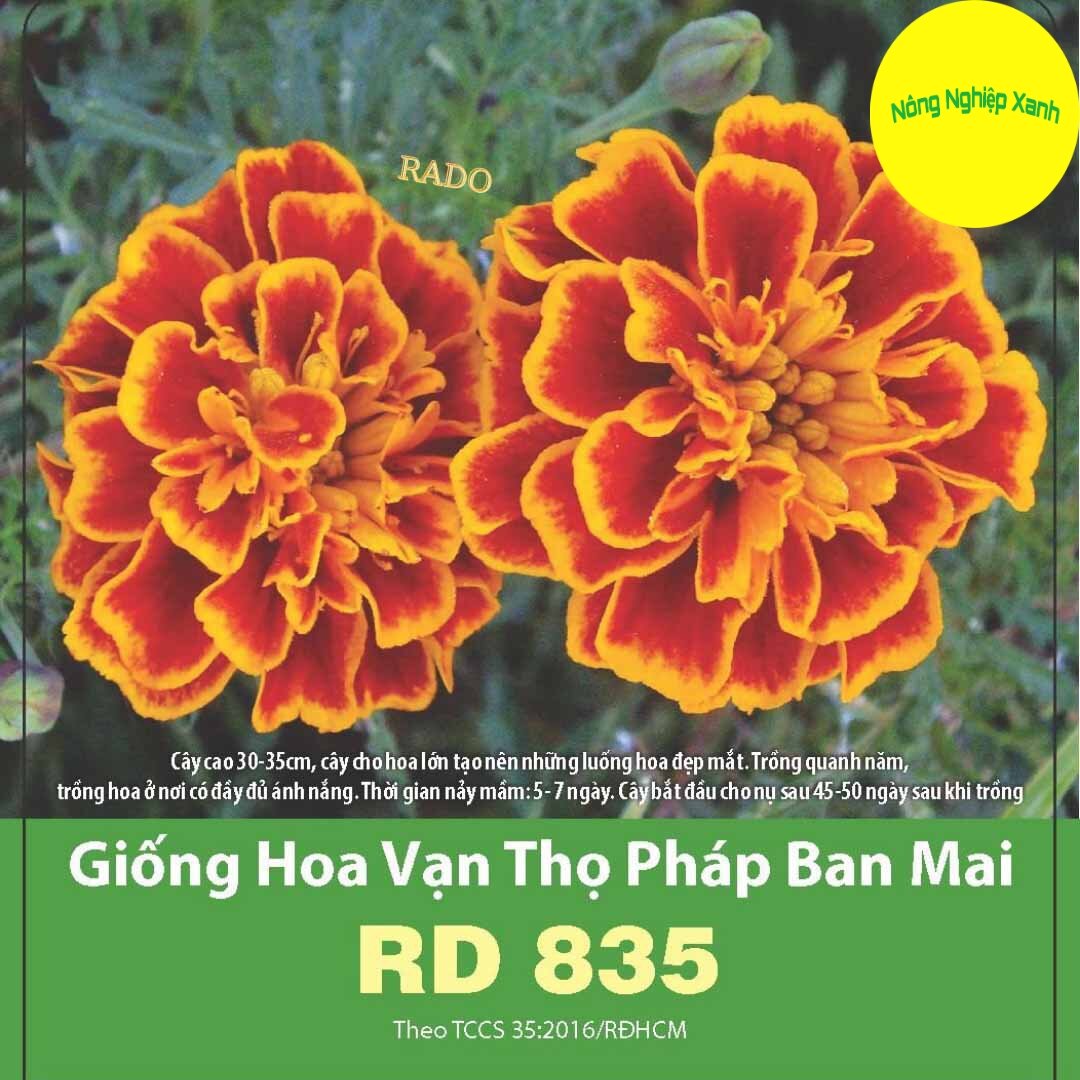 Nông Nghiệp Xanh
RADO
Cây cao 30-35cm, cây cho hoa lớn tạo nên những luống hoa đẹp mắt. Trồng quanh năm,
trồng hoa ở nơi có đầy đủ ánh nắng. Thời gian nảy mầm: 5-7 ngày. Cây bắt đầu cho nụ sau 45-50 ngày sau khi trồng
Giống Hoa Vạn Thọ Pháp Ban Mai
RD 835
Theo TCCS 35:2016/RĐHCM